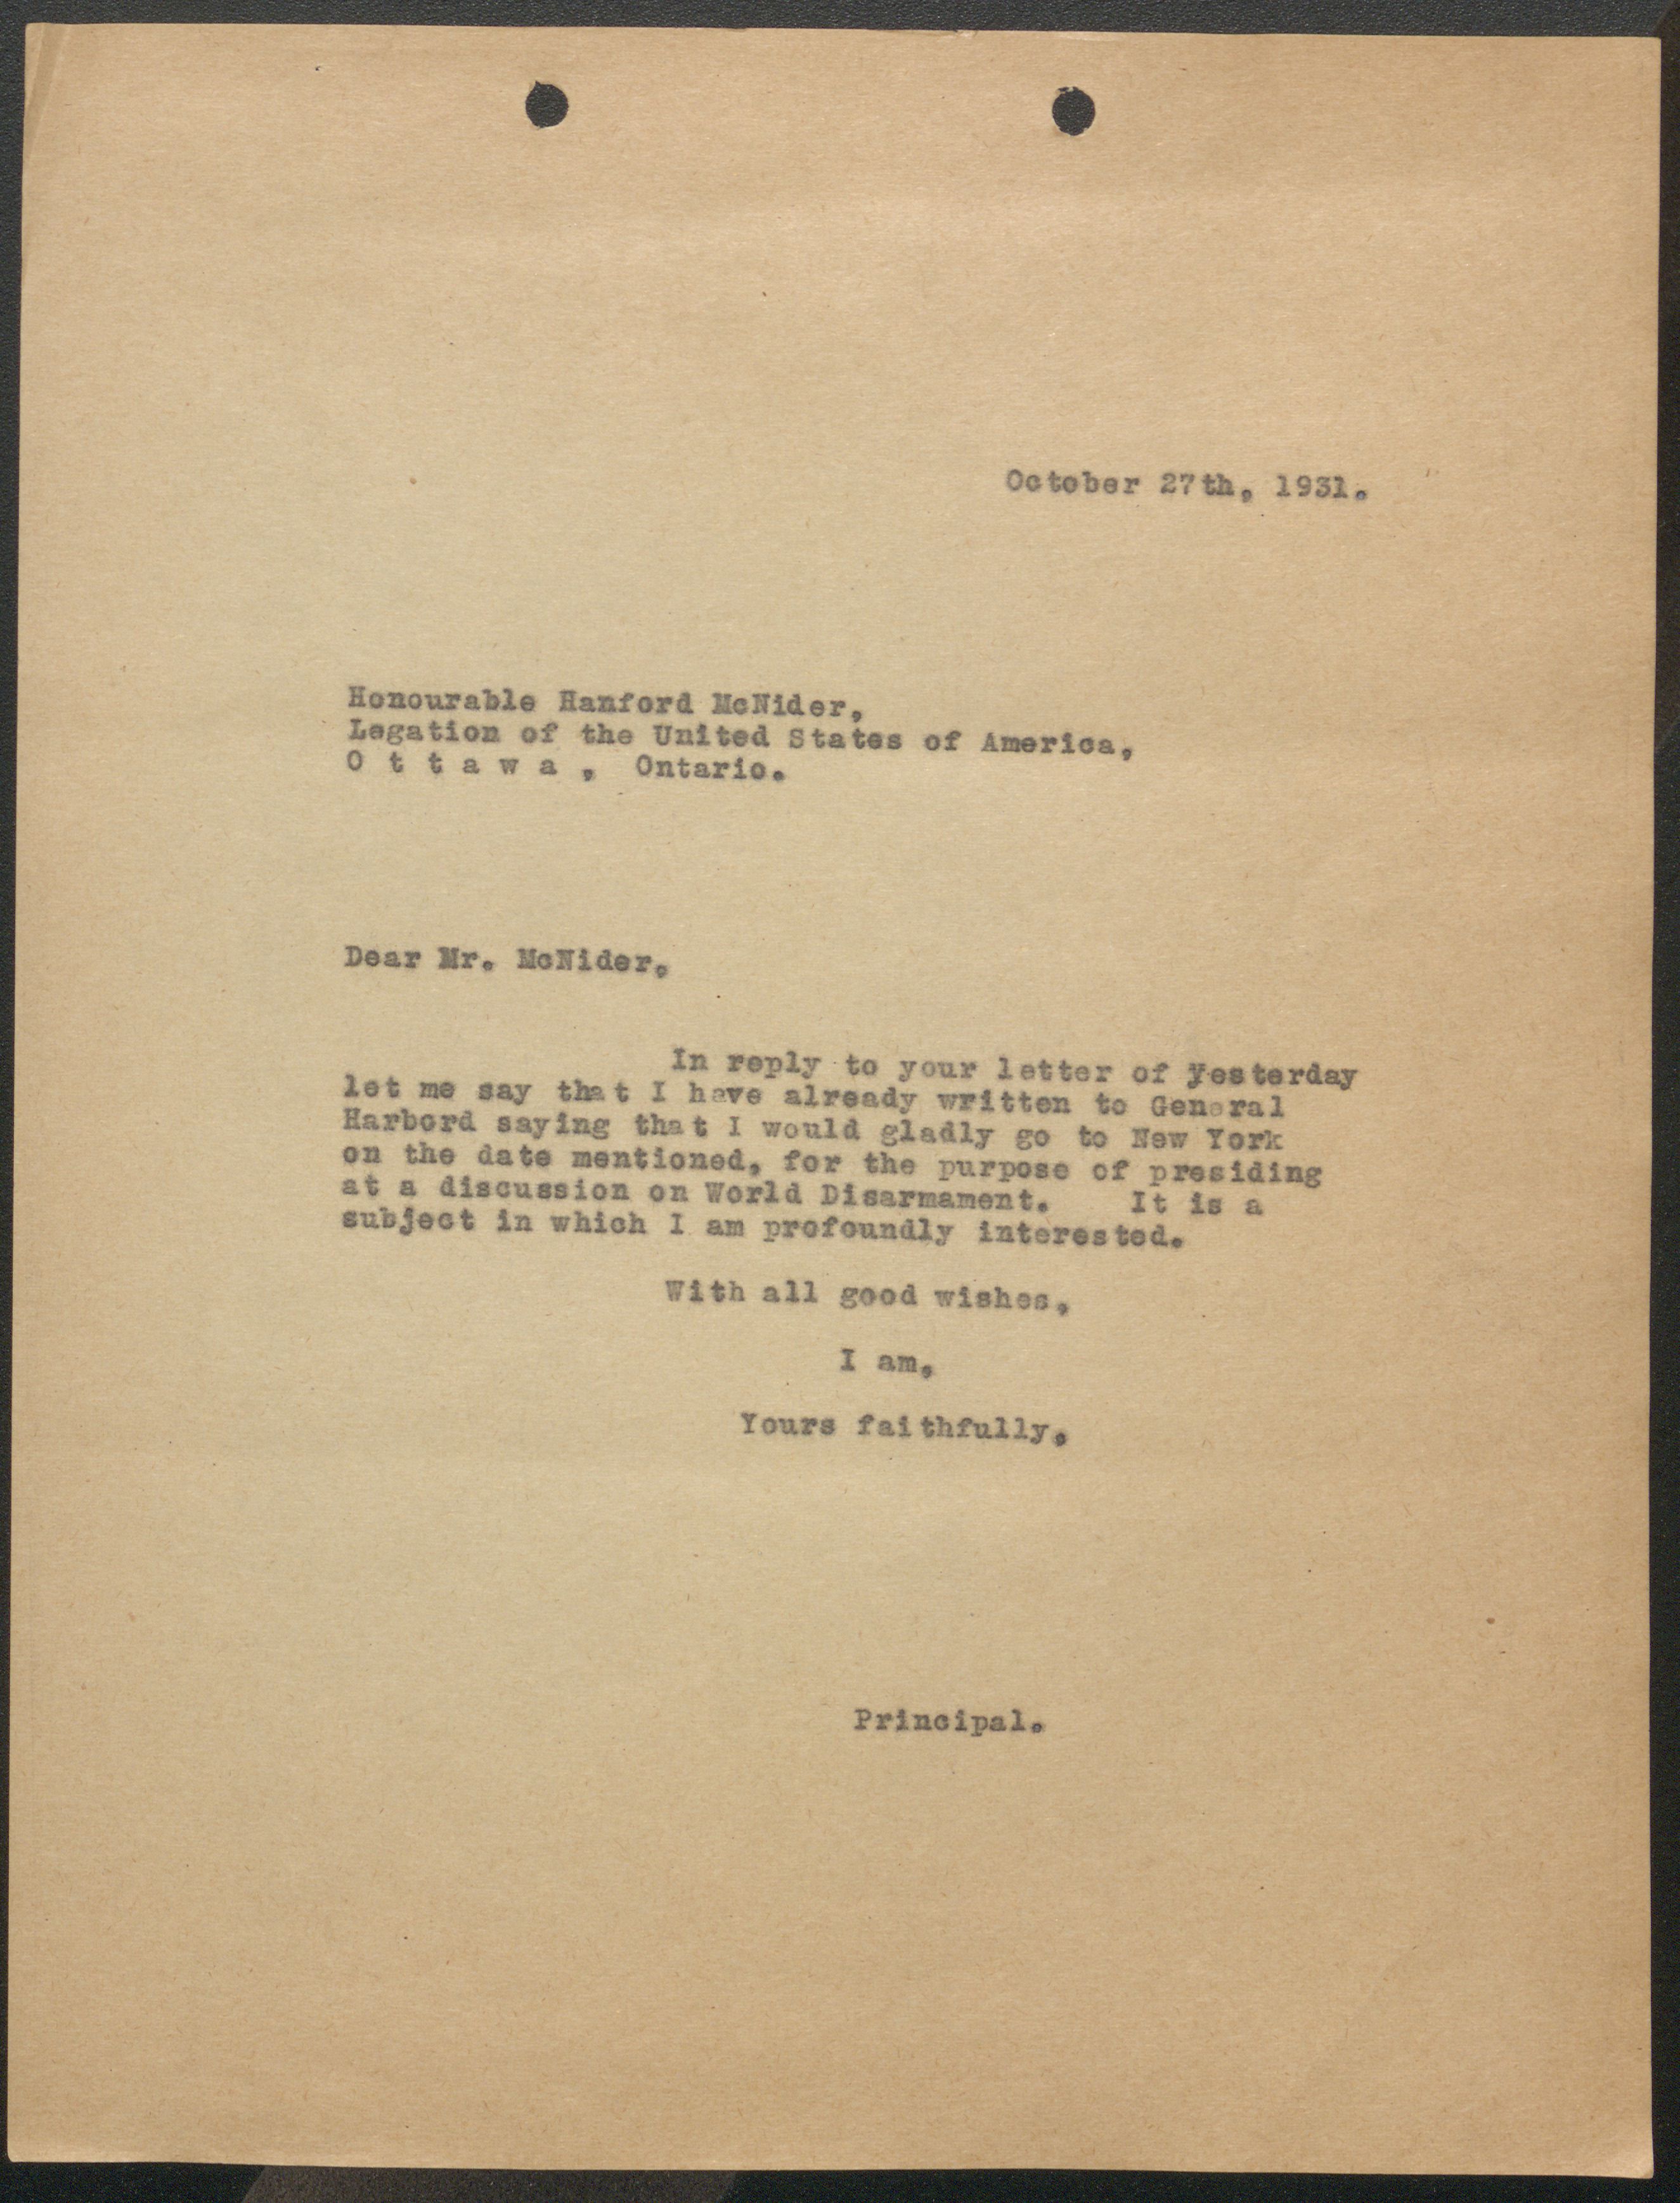 October 27th, 1931.
Honourable Hanford McNider,
Legation of the United States of America,
O t t a w a , Ontario.
Dear Mr. McNider,
In reply to your letter of yesterday
let me say that I have already written to General
Harbord saying that I would gladly go to New York
on the date mentioned, for the purpose of presiding
at a discussion on World Disarmament. It is a
subject in which I am profoundly interested.
With all good wishes,
I am,
Yours faithfully,
Principal.